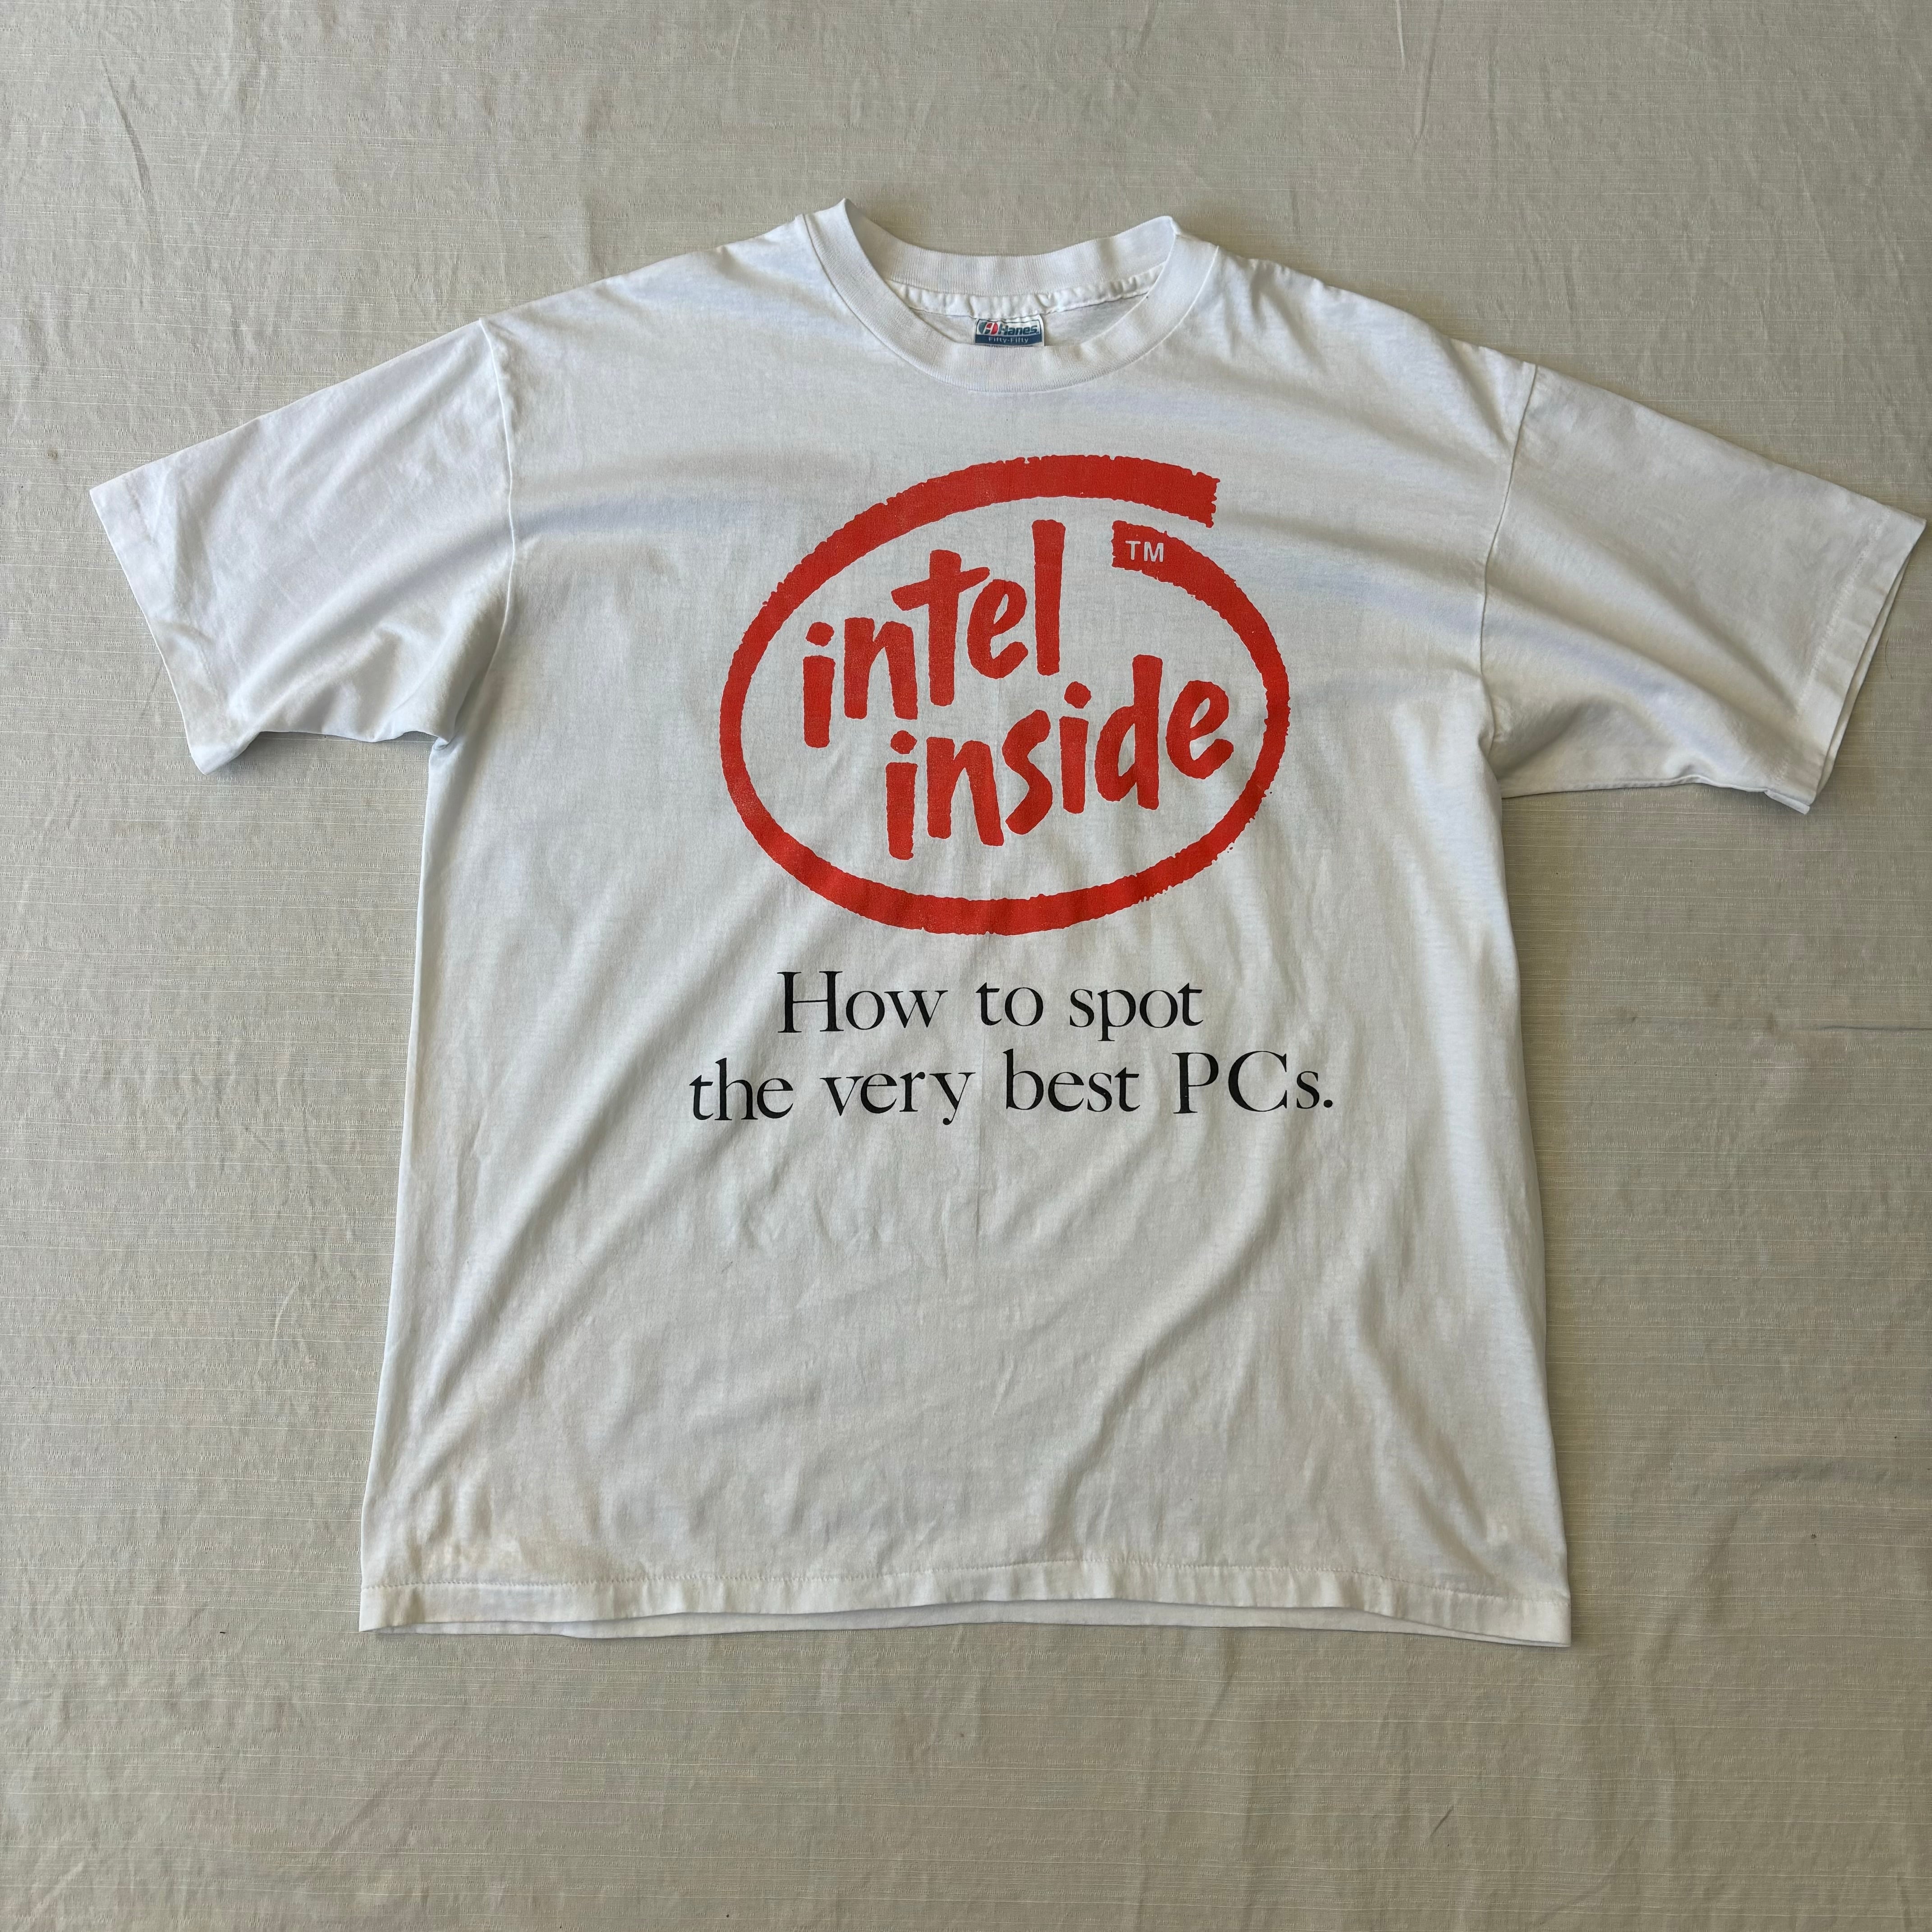 Hanes
Fifty-Fifty
TM
intel
inside
How to spot
the very best PCs.